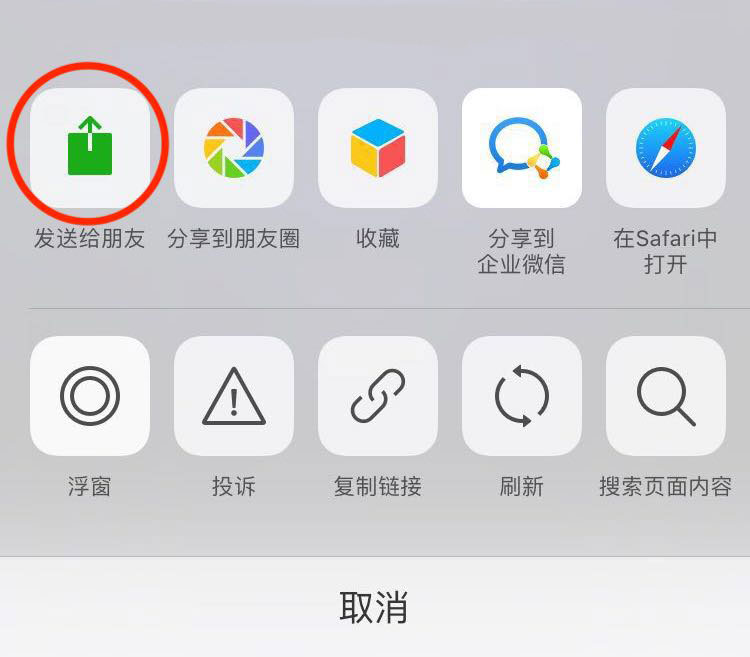 发送给朋友
分享到朋友圈
收藏
分享到
企业微信
在Safari中
打开
浮窗
投诉
复制链接
刷新
搜索页面内容
取消